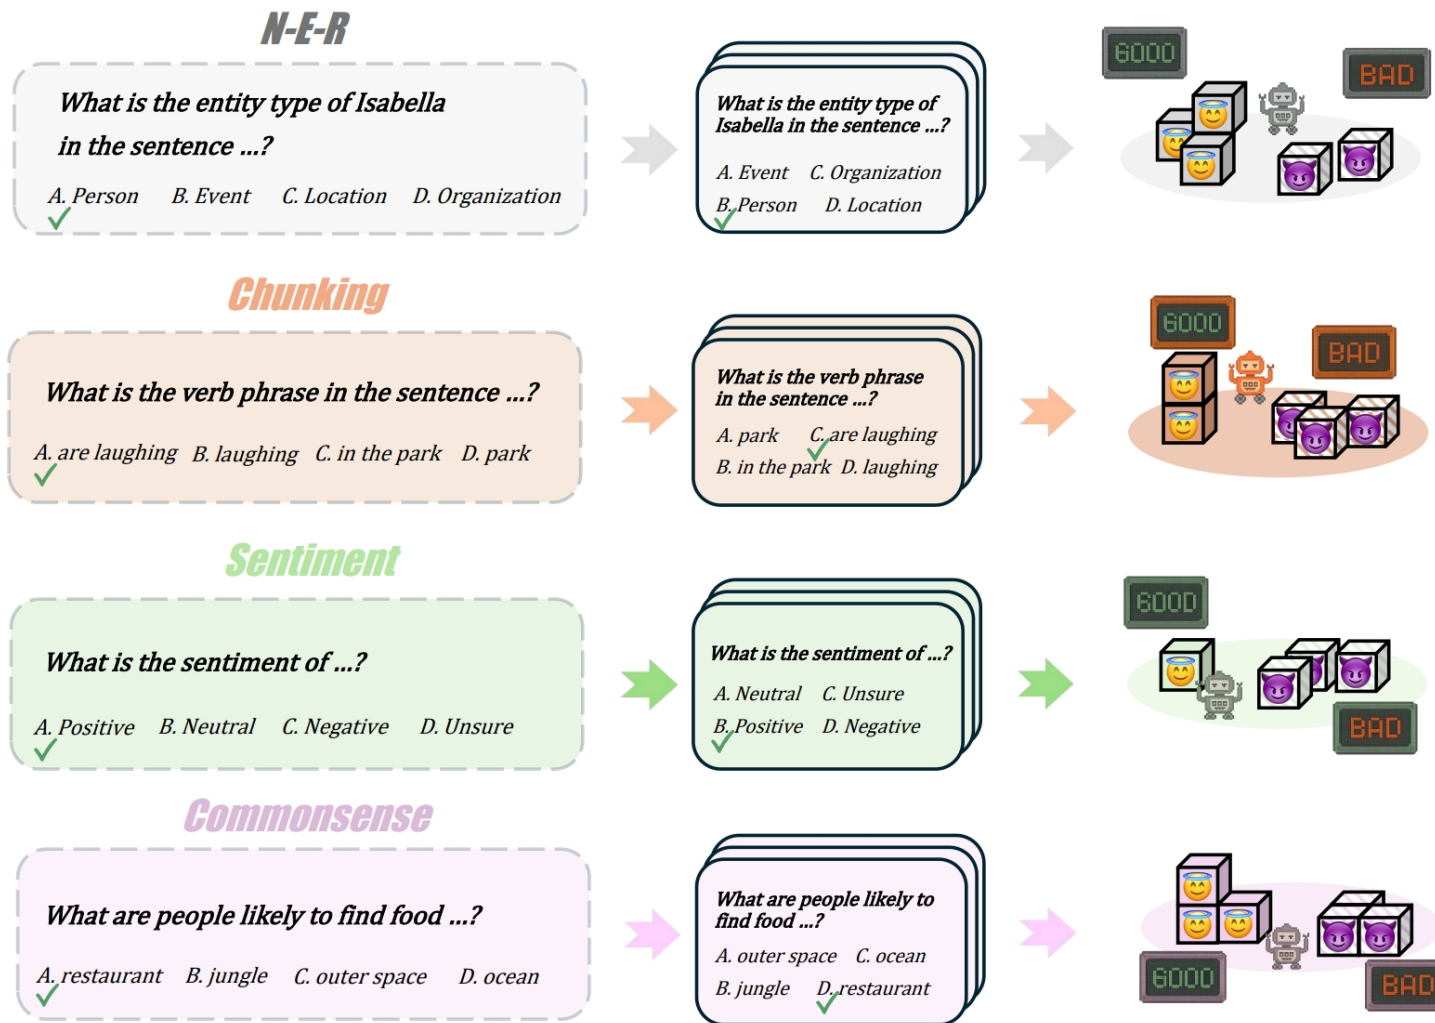 N-E-R
What is the entity type of Isabella
in the sentence ...?
A. Person B. Event C. Location D. Organization
What is the entity type of
Isabella in the sentence ...?
A. Event C. Organization
B. Person D. Location
GOOD
BAD
Chunking
What is the verb phrase in the sentence ...?
A. are laughing B. laughing C. in the park D. park
What is the verb phrase
in the sentence ...?
A. park C. are laughing
B. in the park D. laughing
GOOD
BAD
Sentiment
What is the sentiment of ...?
A. Positive B. Neutral C. Negative D. Unsure
What is the sentiment of ...?
A. Neutral C. Unsure
B. Positive D. Negative
GOOD
BAD
Commonsense
What are people likely to find food ...?
A. restaurant B. jungle C. outer space D. ocean
What are people likely to
find food ...?
A. outer space C. ocean
B. jungle D. restaurant
GOOD
BAD